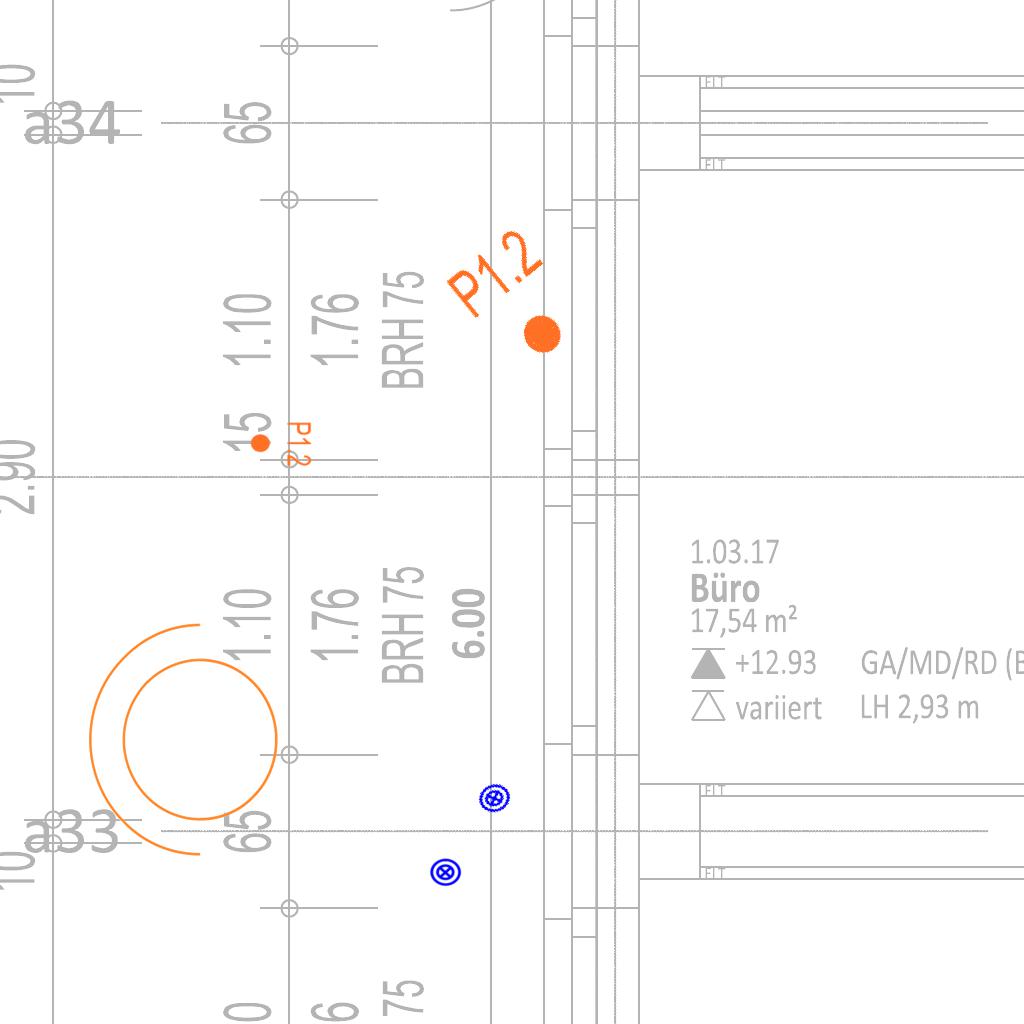 10
a34
65
FIT
FIT
P1.2
1.10
1.76
BRH 75
15
P1.2
2.90
1.03.17
Büro
17,54 m²
+12.93 GA/MD/RD (B
variiert LH 2,93 m
1.10
1.76
BRH 75
6.00
FIT
a33
65
10
FIT
0
6
75